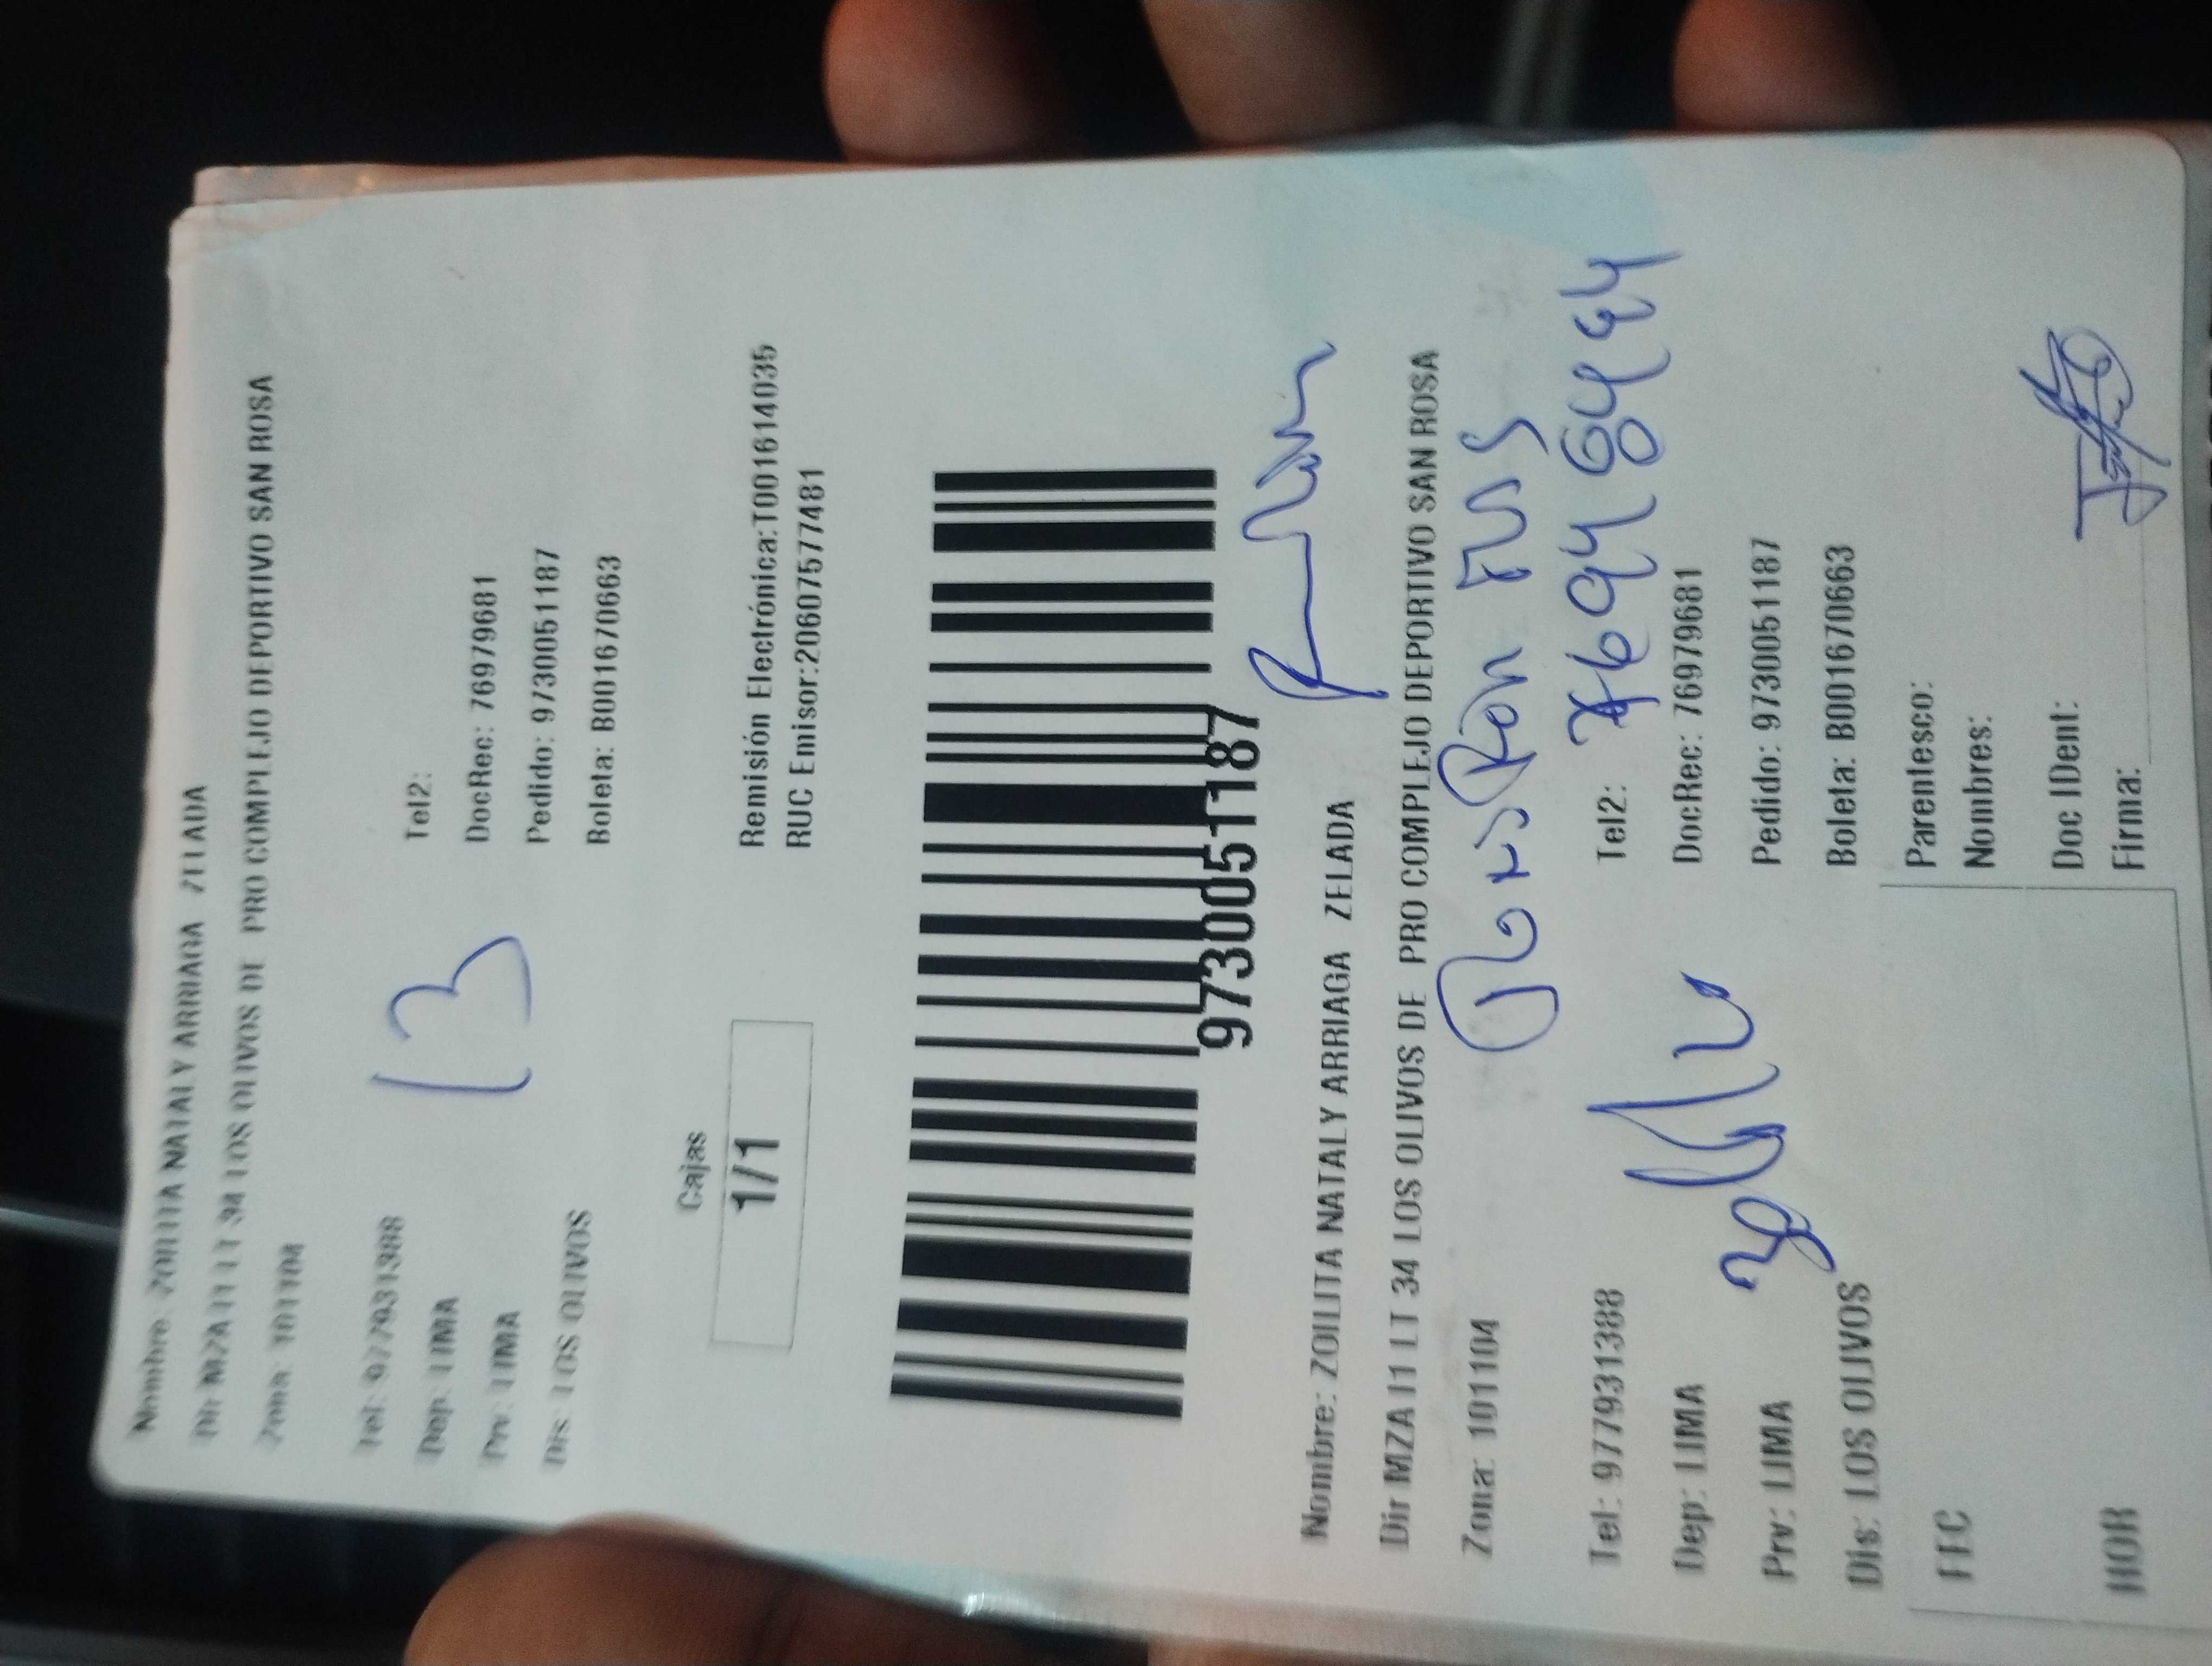 Nombre: ZOILITA NATALY ARRIAGA ZELADA
Dir MZA I1 LT 34 LOS OLIVOS DE PRO COMPLEJO DEPORTIVO SAN ROSA
Zona: 101104
Tel: 977931388 Tel2:
Dep: LIMA DocRec: 76979681
Prv: LIMA Pedido: 97300511187
Dis: LOS OLIVOS Boleta: B001670663
13
Cajas
1/1
Remisión Electrónica:T001614035
RUC Emisor:20607577481
97300511187
Nombre: ZOILITA NATALY ARRIAGA ZELADA
Dir MZA I1 LT 34 LOS OLIVOS DE PRO COMPLEJO DEPORTIVO SAN ROSA
Zona: 101104
Tel: 977931388 Tel2:
Dep: LIMA DocRec: 76979681
Prv: LIMA Pedido: 97300511187
Dis: LOS OLIVOS Boleta: B001670663
FEC Parentesco:
Nombres:
HOR Doc IDent:
Firma: